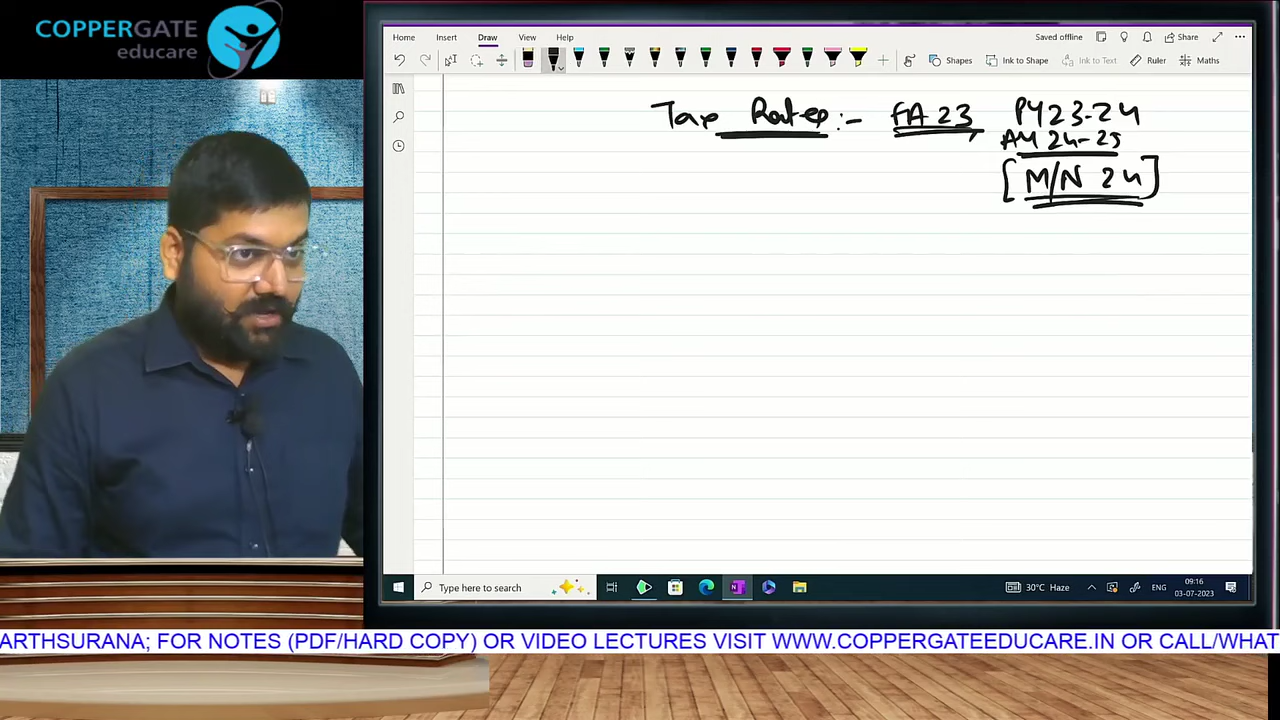 COPPERGATE
educare
Home Insert Draw View Help
Saved offline Share
Shapes Ink to Shape Ink to Text Ruler Maths
Tax Rates :- FA 23 PY 23-24
AY 24-25
[M/N 24]
Type here to search
30°C Haze ENG 09:16
03-07-2023
ARTHSURANA; FOR NOTES (PDF/HARD COPY) OR VIDEO LECTURES VISIT WWW.COPPERGATEEDUCARE.IN OR CALL/WHAT